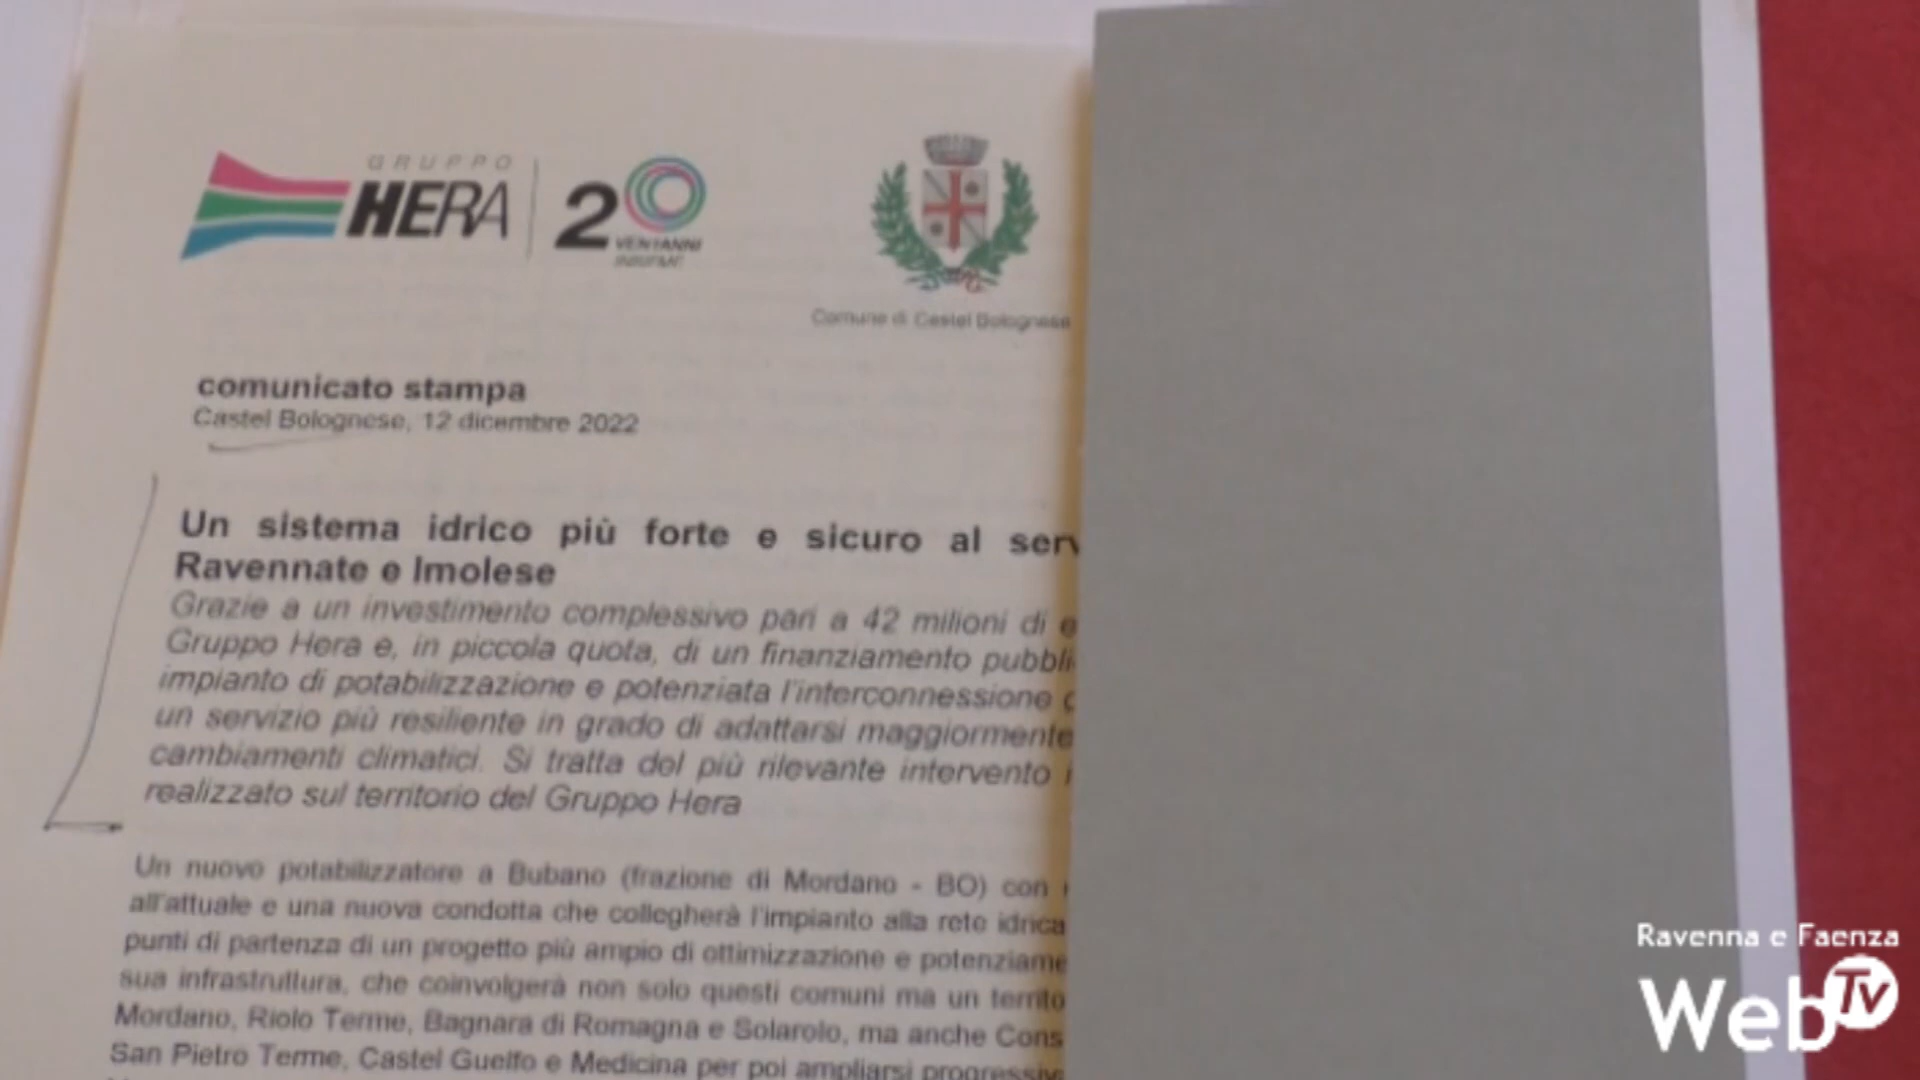 GRUPPO
HERA
20
VENTANNI
INSIEME
Comune di Castel Bolognese
comunicato stampa
Castel Bolognese, 12 dicembre 2022
Un sistema idrico più forte e sicuro al serv
Ravennate e Imolese
Grazie a un investimento complessivo pari a 42 milioni di e
Gruppo Hera e, in piccola quota, di un finanziamento pubbli
impianto di potabilizzazione e potenziata l'interconnessione
un servizio più resiliente in grado di adattarsi maggiormente
cambiamenti climatici. Si tratta del più rilevante intervento
realizzato sul territorio del Gruppo Hera
Un nuovo potabilizzatore a Bubano (frazione di Mordano - BO) con
all'attuale e una nuova condotta che collegherà l'impianto alla rete idrica
punti di partenza di un progetto più ampio di ottimizzazione e potenziame
sua infrastruttura, che coinvolgerà non solo questi comuni ma un territo
Mordano, Riolo Terme, Bagnara di Romagna e Solarolo, ma anche Cons
San Pietro Terme, Castel Guelfo e Medicina per poi ampliarsi progressiv
Ravenna e Faenza
Web Tv